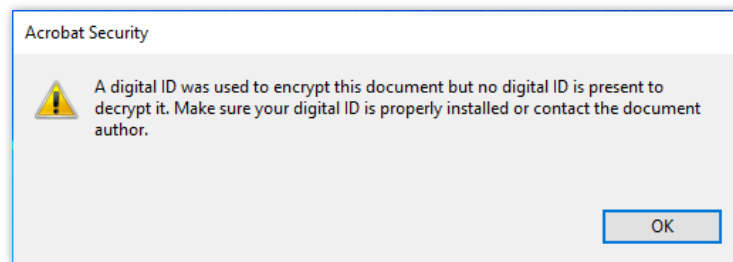 Acrobat Security
A digital ID was used to encrypt this document but no digital ID is present to
decrypt it. Make sure your digital ID is properly installed or contact the document
author.
OK